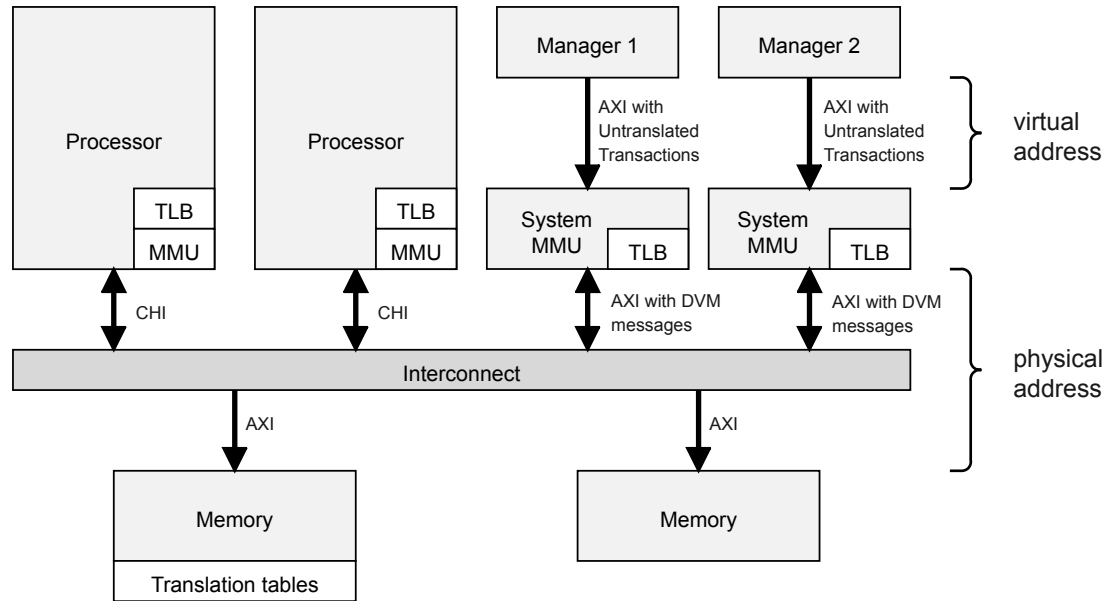 Manager 1
Manager 2
Processor
Processor
AXI with
Untranslated
Transactions
AXI with
Untranslated
Transactions
virtual
address
TLB
MMU
TLB
MMU
System
MMU
TLB
System
MMU
TLB
CHI
CHI
AXI with DVM
messages
AXI with DVM
messages
Interconnect
physical
address
AXI
AXI
Memory
Memory
Translation tables